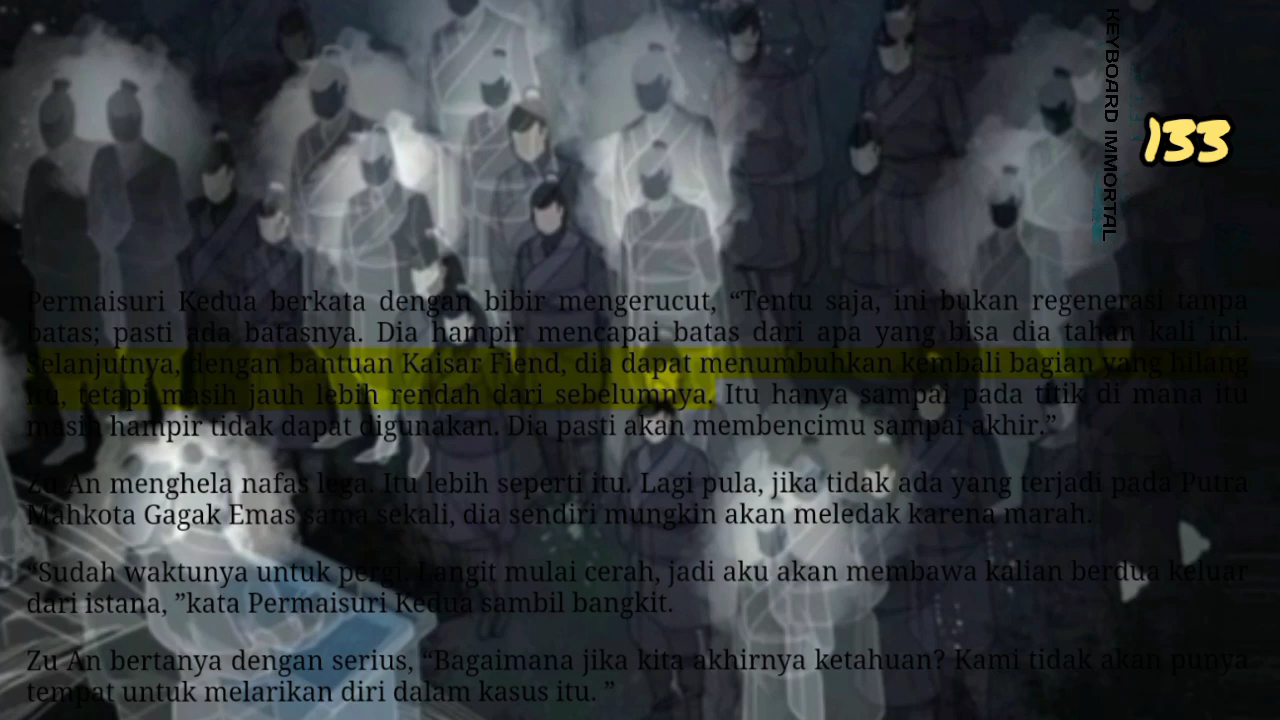 KEYBOARD IMMORTAL
133
Permaisuri Kedua berkata dengan bibir mengerucut, “Tentu saja, ini bukan regenerasi tanpa
batas; pasti ada batasnya. Dia hampir mencapai batas dari apa yang bisa dia tahan kali ini.
Selanjutnya, dengan bantuan Kaisar Fiend, dia dapat menumbuhkan kembali bagian yang hilang
itu, tetapi masih jauh lebih rendah dari sebelumnya. Itu hanya sampai pada titik di mana itu
masih hampir tidak dapat digunakan. Dia pasti akan membencimu sampai akhir.”
Zu An menghela nafas lega. Itu lebih seperti itu. Lagi pula, jika tidak ada yang terjadi pada Putra
Mahkota Gagak Emas sama sekali, dia sendiri mungkin akan meledak karena marah.
“Sudah waktunya untuk pergi. Langit mulai cerah, jadi aku akan membawa kalian berdua keluar
dari istana, ”kata Permaisuri Kedua sambil bangkit.
Zu An bertanya dengan serius, “Bagaimana jika kita akhirnya ketahuan? Kami tidak akan punya
tempat untuk melarikan diri dalam kasus itu. ”